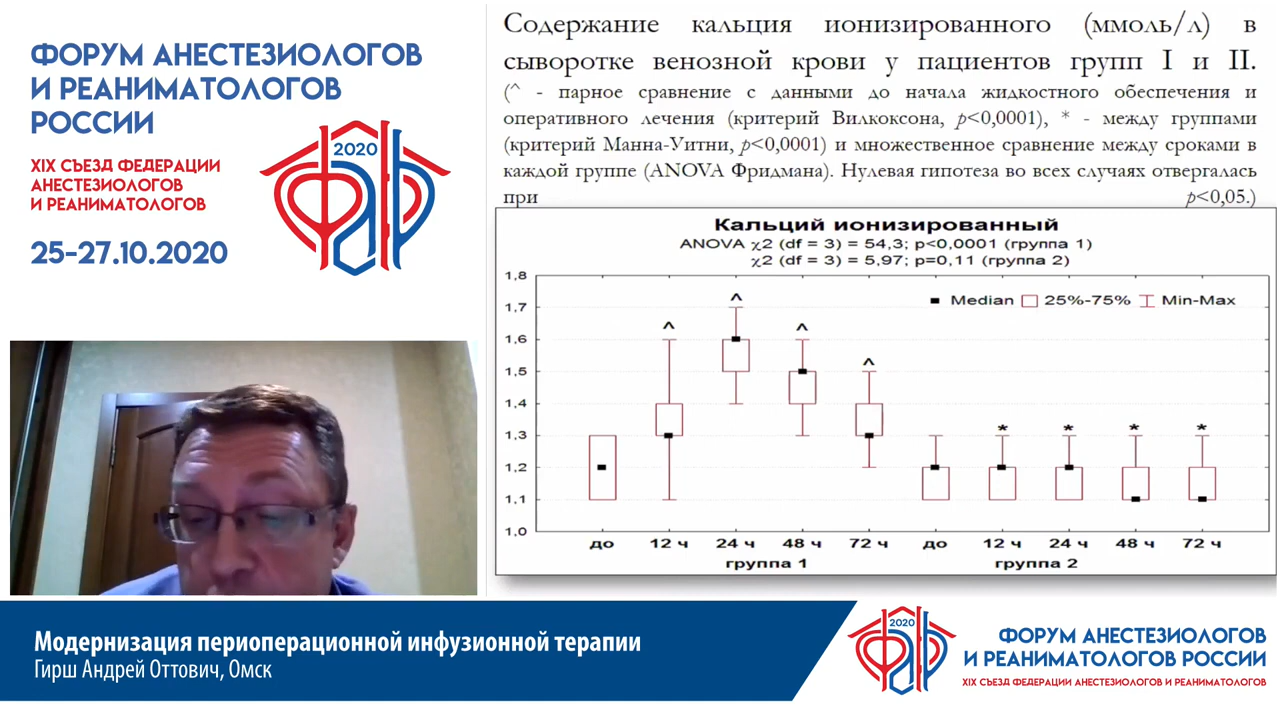 ФОРУМ АНЕСТЕЗИОЛОГОВ
И РЕАНИМАТОЛОГОВ
РОССИИ
XIX СЪЕЗД ФЕДЕРАЦИИ
АНЕСТЕЗИОЛОГОВ
И РЕАНИМАТОЛОГОВ
25-27.10.2020
2020
ФАР
Содержание кальция ионизированного (ммоль/л) в
сыворотке венозной крови у пациентов групп I и II.
(^ - парное сравнение с данными до начала жидкостного обеспечения и
оперативного лечения (критерий Вилкоксона, p<0,0001), * - между группами
(критерий Манна-Уитни, p<0,0001) и множественное сравнение между сроками в
каждой группе (ANOVA Фридмана). Нулевая гипотеза во всех случаях отвергалась
при p<0,05.)
Кальций ионизированный
ANOVA χ2 (df = 3) = 54,3; p<0,0001 (группа 1)
χ2 (df = 3) = 5,97; p=0,11 (группа 2)
Median 25%-75% Min-Max
1,8
1,7
1,6
1,5
1,4
1,3
1,2
1,1
1,0
^ ^ ^ ^ * * * *
до 12 ч 24 ч 48 ч 72 ч до 12 ч 24 ч 48 ч 72 ч
группа 1 группа 2
Модернизация периоперационной инфузионной терапии
Гирш Андрей Оттович, Омск
2020
ФАР
ФОРУМ АНЕСТЕЗИОЛОГОВ
И РЕАНИМАТОЛОГОВ РОССИИ
XIX СЪЕЗД ФЕДЕРАЦИИ АНЕСТЕЗИОЛОГОВ И РЕАНИМАТОЛОГОВ